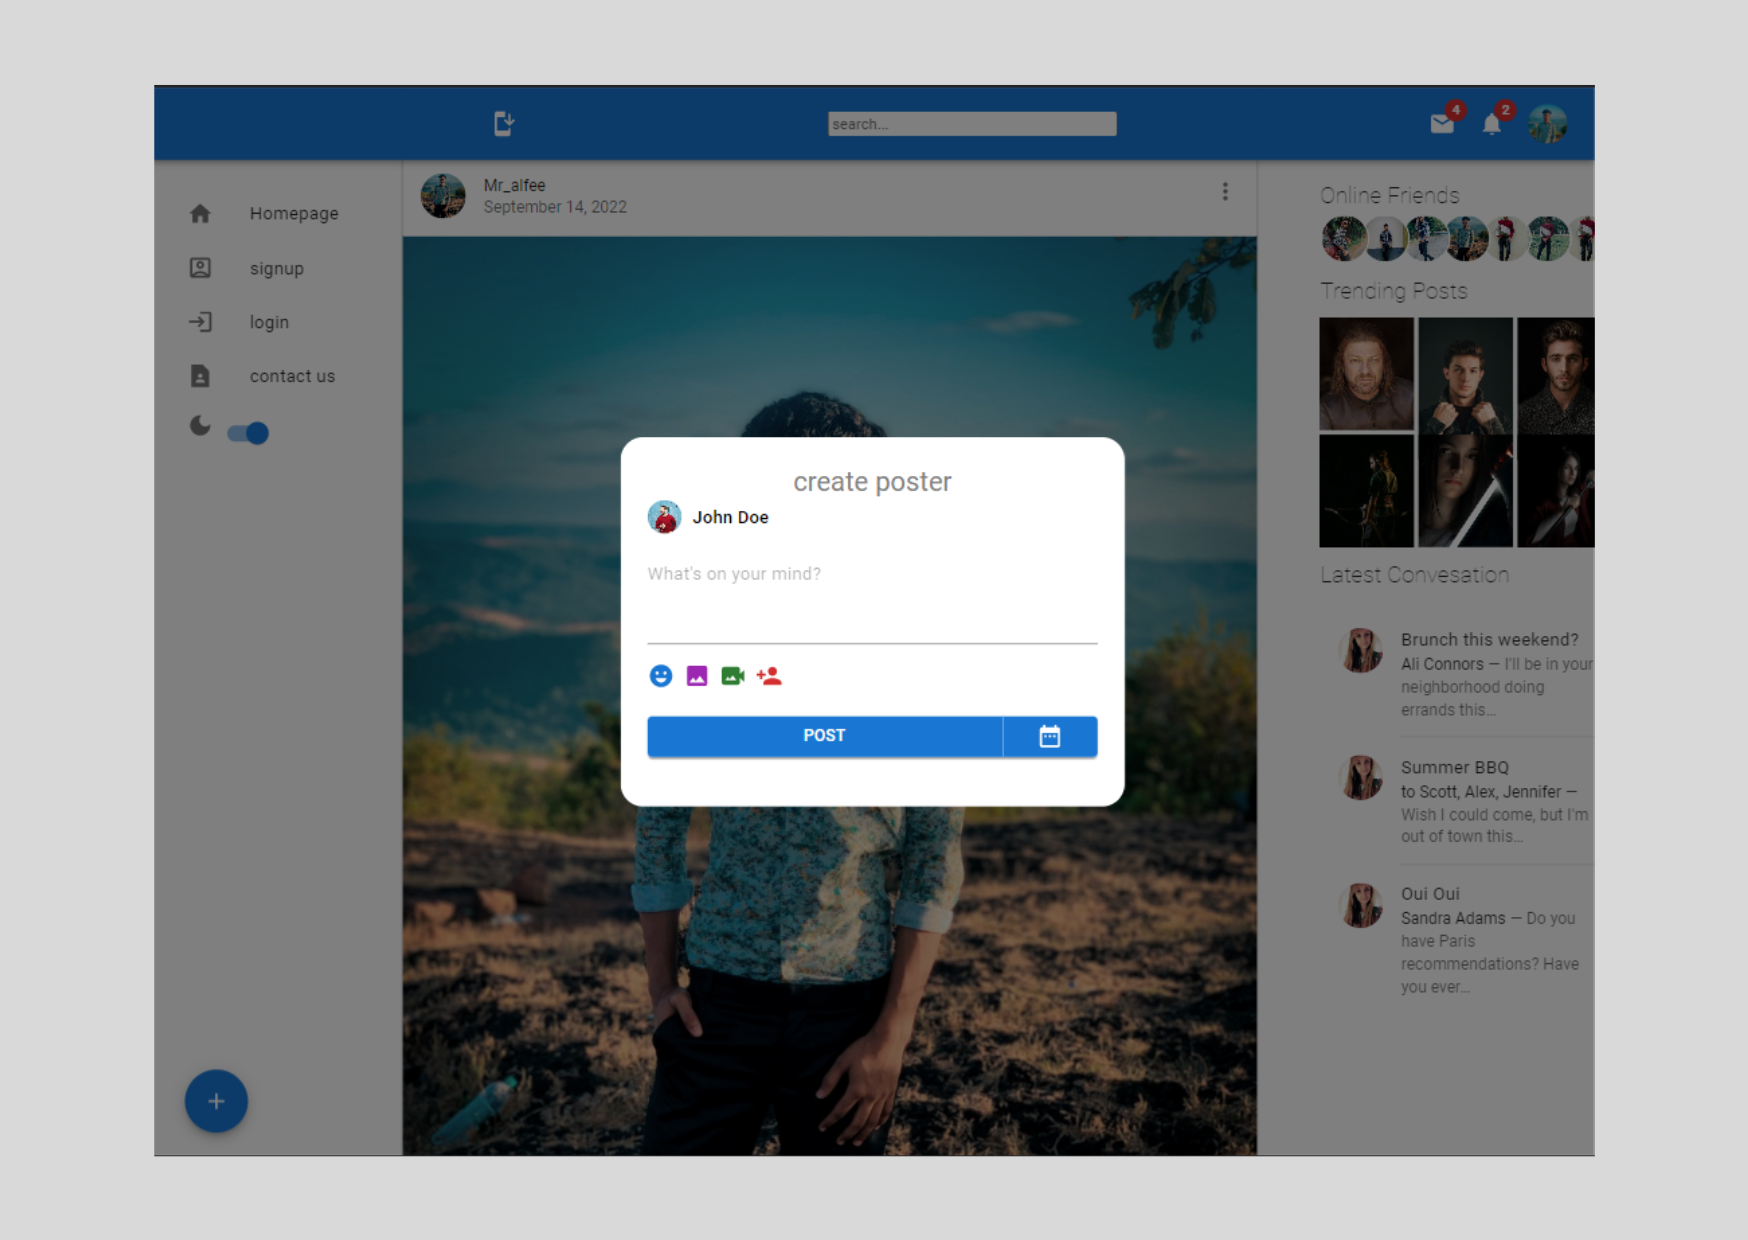 search...
4
2
Homepage
signup
login
contact us
Mr_alfee
September 14, 2022
create poster
John Doe
What's on your mind?
POST
+
Online Friends
Trending Posts
Latest Convesation
Brunch this weekend?
Ali Connors — I'll be in your
neighborhood doing
errands this...
Summer BBQ
to Scott, Alex, Jennifer —
Wish I could come, but I'm
out of town this...
Oui Oui
Sandra Adams — Do you
have Paris
recommendations? Have
you ever...